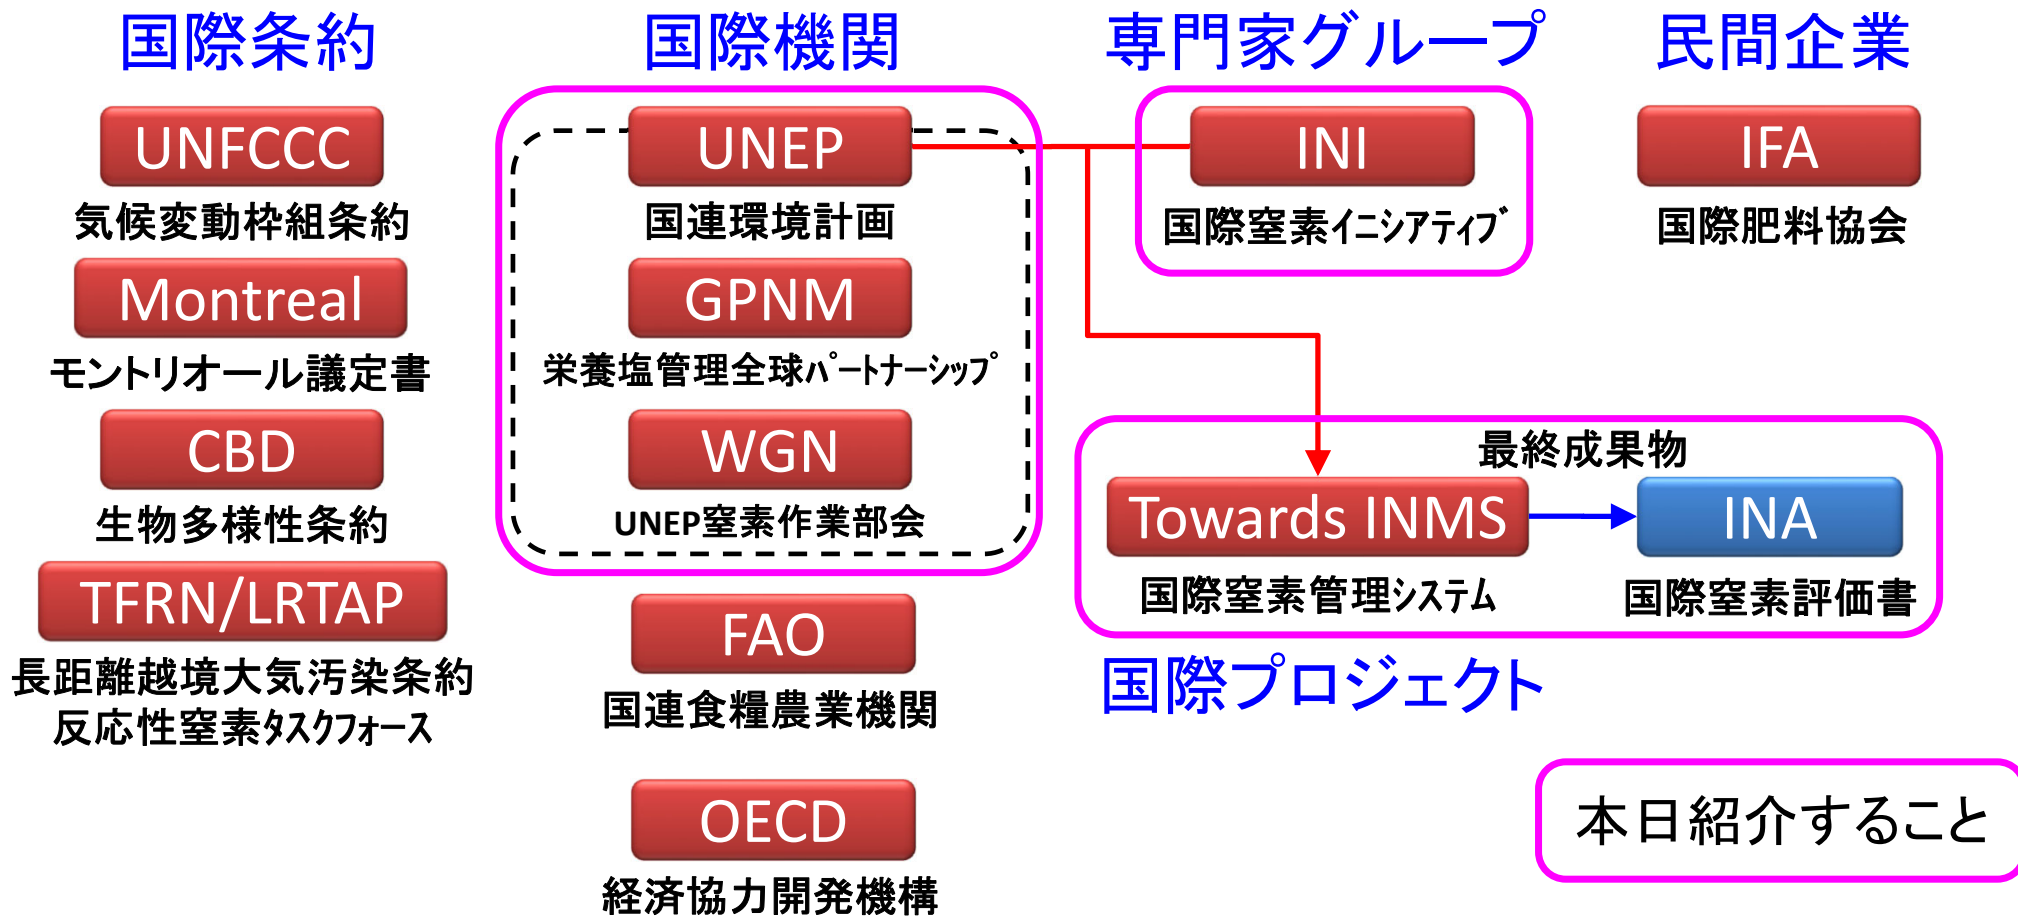 国際条約
UNFCCC
気候変動枠組条約
Montreal
モントリオール議定書
CBD
生物多様性条約
TFRN/LRTAP
長距離越境大気汚染条約
反応性窒素ﾀｽｸﾌｫｰｽ
国際機関
UNEP
国連環境計画
GPNM
栄養塩管理全球ﾊﾟｰﾄﾅｰｼｯﾌﾟ
WGN
UNEP窒素作業部会
FAO
国連食糧農業機関
OECD
経済協力開発機構
専門家グループ
INI
国際窒素ｲﾆｼｱﾃｨﾌﾞ
民間企業
IFA
国際肥料協会
最終成果物
Towards INMS
国際窒素管理ｼｽﾃﾑ
INA
国際窒素評価書
国際プロジェクト
本日紹介すること